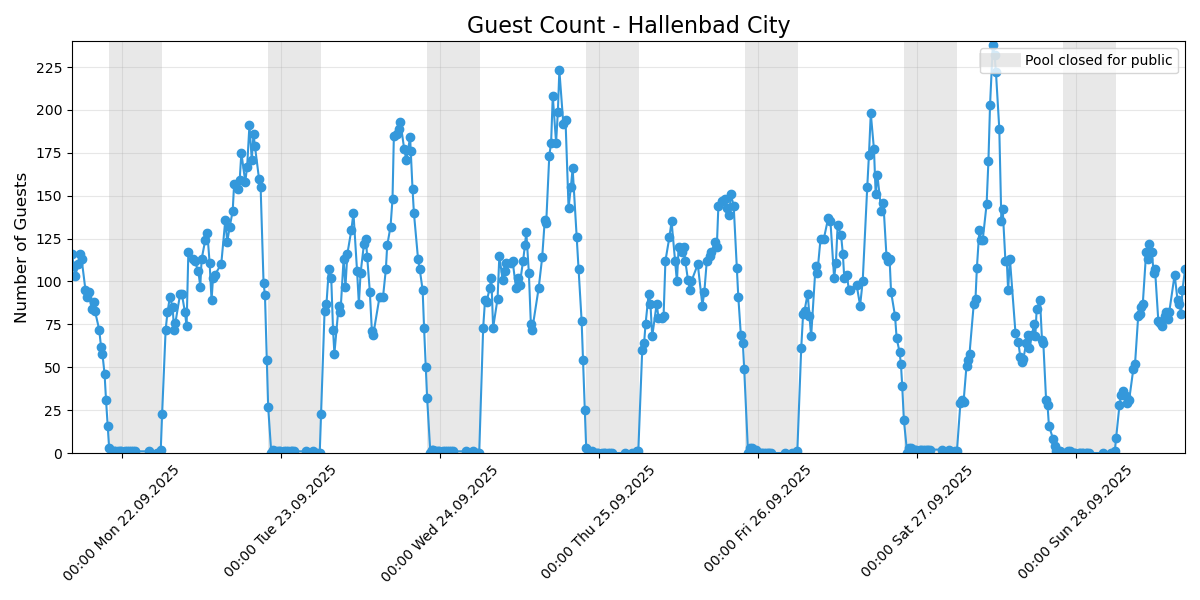 Guest Count - Hallenbad City
Pool closed for public
Number of Guests
225
200
175
150
125
100
75
50
25
0
00:00 Mon 22.09.2025
00:00 Tue 23.09.2025
00:00 Wed 24.09.2025
00:00 Thu 25.09.2025
00:00 Fri 26.09.2025
00:00 Sat 27.09.2025
00:00 Sun 28.09.2025